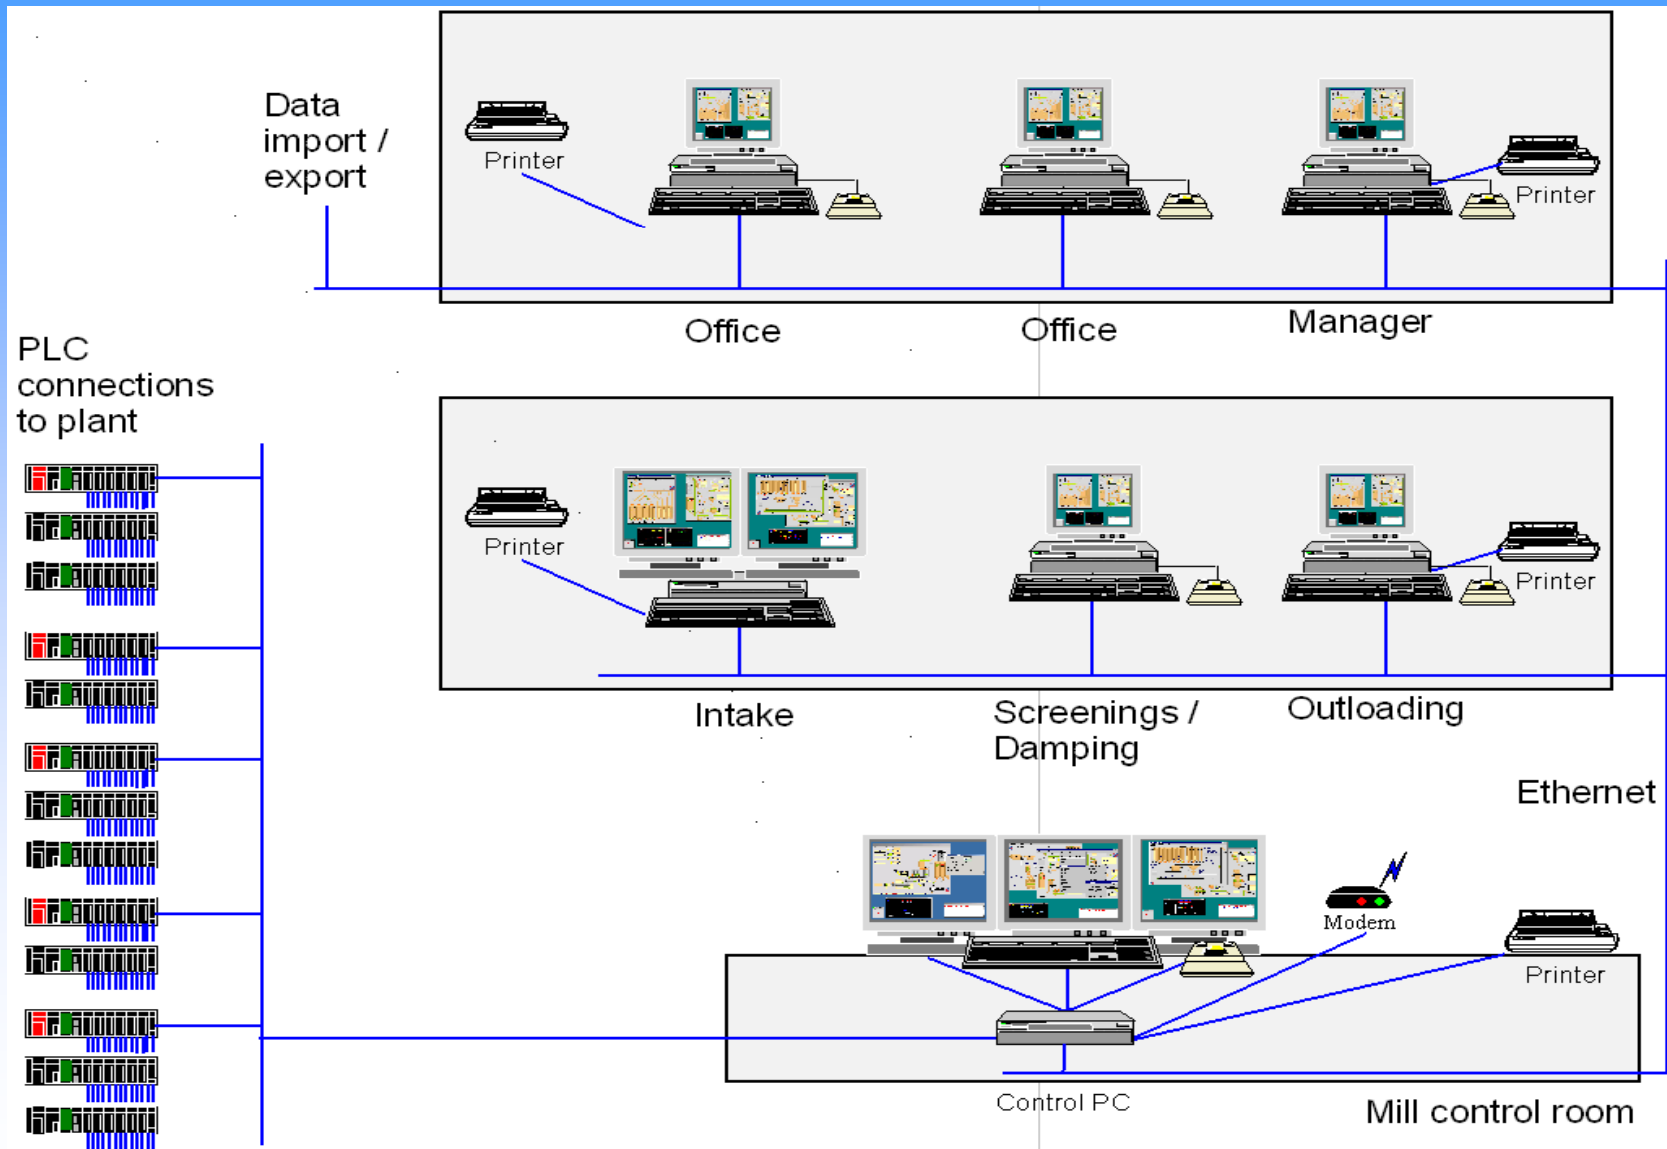 Data
import /
export
Printer
Printer
Office
Office
Manager
PLC
connections
to plant
Printer
Printer
Intake
Screenings /
Damping
Outloading
Ethernet
Modem
Printer
Control PC
Mill control room